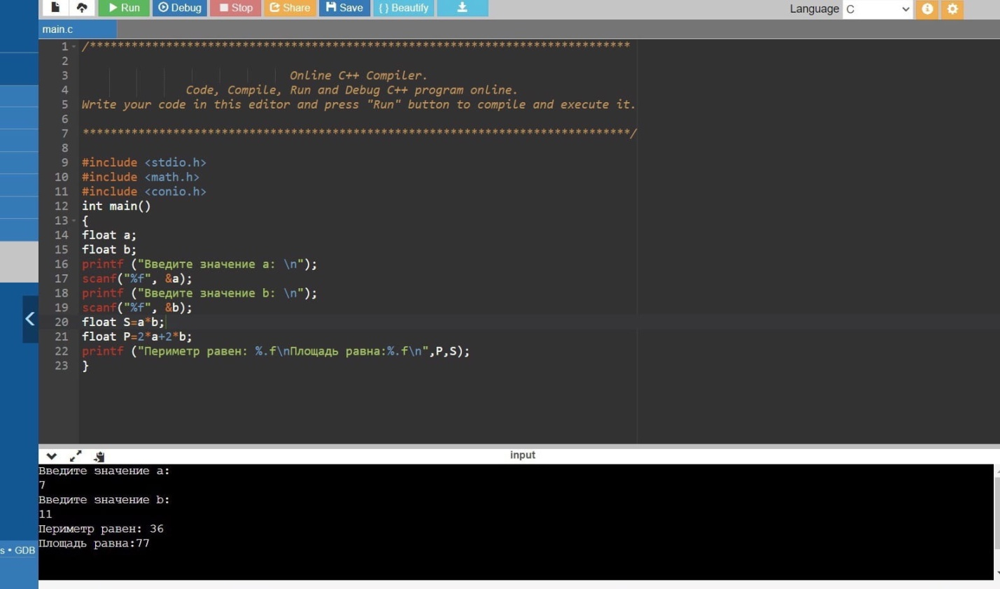 Run Debug Stop Share Save { } Beautify Language C
main.c
1 /******************************************************************************
2
3 Online C++ Compiler.
4 Code, Compile, Run and Debug C++ program online.
5 Write your code in this editor and press "Run" button to compile and execute it.
6
7 *******************************************************************************/
8
9 #include <stdio.h>
10 #include <math.h>
11 #include <conio.h>
12 int main()
13 {
14 float a;
15 float b;
16 printf ("Введите значение a: \n");
17 scanf("%f", &a);
18 printf ("Введите значение b: \n");
19 scanf("%f", &b);
20 float S=a*b;
21 float P=2*a+2*b;
22 printf ("Периметр равен: %.f\nПлощадь равна:%.f\n",P,S);
23 }
input
Введите значение a:
7
Введите значение b:
11
Периметр равен: 36
Площадь равна:77
s • GDB